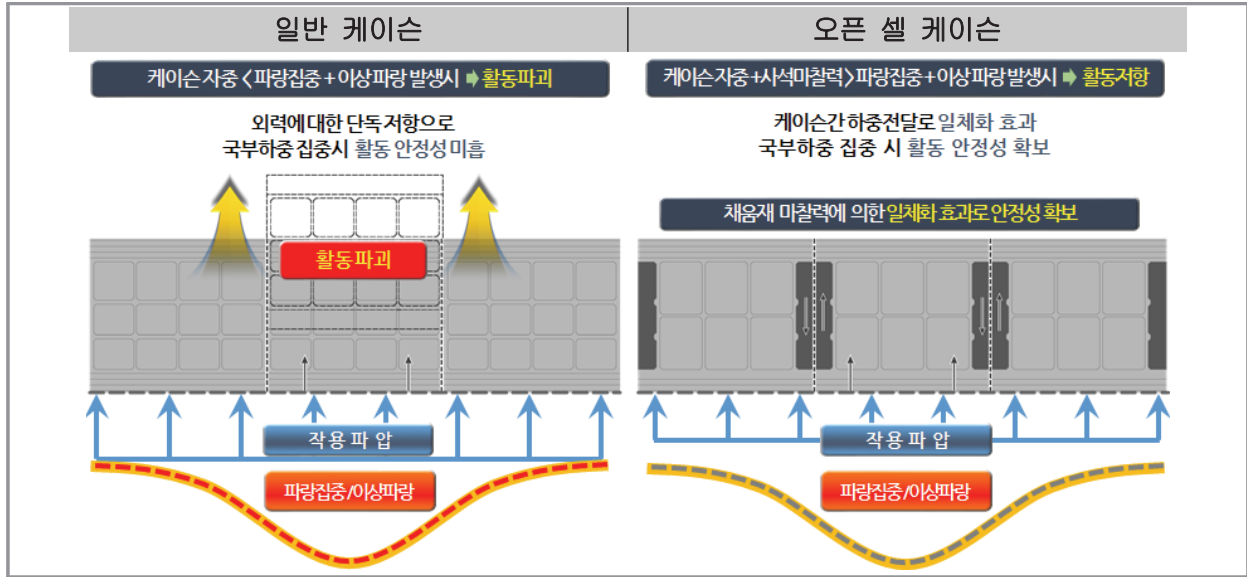 일반 케이슨
케이슨 자중 < 파랑집중 + 이상 파랑 발생시 ➡ 활동파괴
외력에 대한 단독 저항으로
국부하중 집중시 활동 안정성 미흡
활동파괴
작용파압
파랑집중/이상파랑
오픈 셀 케이슨
케이슨 자중+사석마찰력 > 파랑집중+이상 파랑 발생시 ➡ 활동저항
케이슨간 하중전달로 일체화 효과
국부하중 집중 시 활동 안정성 확보
채움재 마찰력에 의한 일체화 효과로 안정성 확보
작용파압
파랑집중/이상파랑